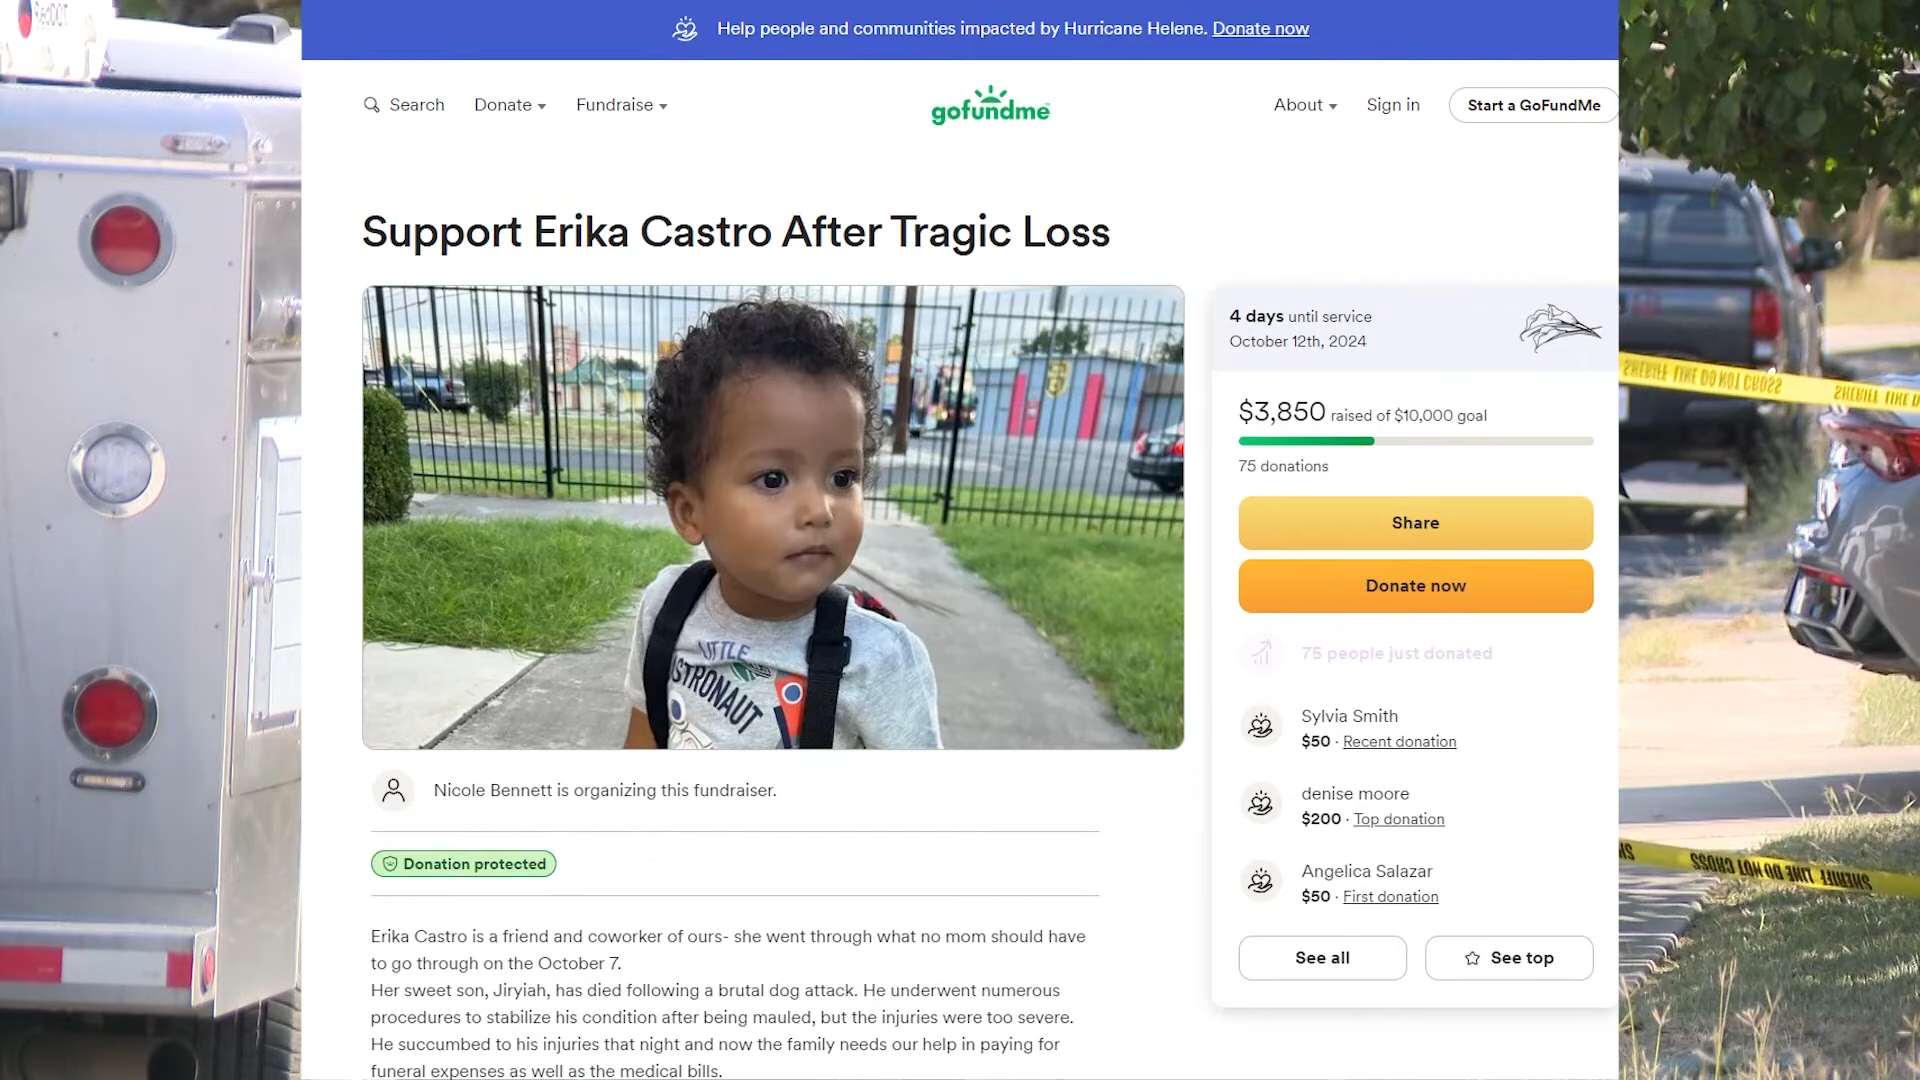 Help people and communities impacted by Hurricane Helene. Donate now
Search
Donate
Fundraise
gofundme
About
Sign in
Start a GoFundMe
Support Erika Castro After Tragic Loss
LITTLE
ASTRONAUT
4 days until service
October 12th, 2024
$3,850 raised of $10,000 goal
75 donations
Share
Donate now
75 people just donated
Sylvia Smith
$50 · Recent donation
denise moore
$200 · Top donation
Angelica Salazar
$50 · First donation
See all
See top
Nicole Bennett is organizing this fundraiser.
Donation protected
Erika Castro is a friend and coworker of ours- she went through what no mom should have
to go through on the October 7.
Her sweet son, Jiryiah, has died following a brutal dog attack. He underwent numerous
procedures to stabilize his condition after being mauled, but the injuries were too severe.
He succumbed to his injuries that night and now the family needs our help in paying for
funeral expenses as well as the medical bills.
SHERIFF LINE DO NOT CROSS
SHERIFF LINE D
CROSS
SHERIFF LINE DO NOT CROSS